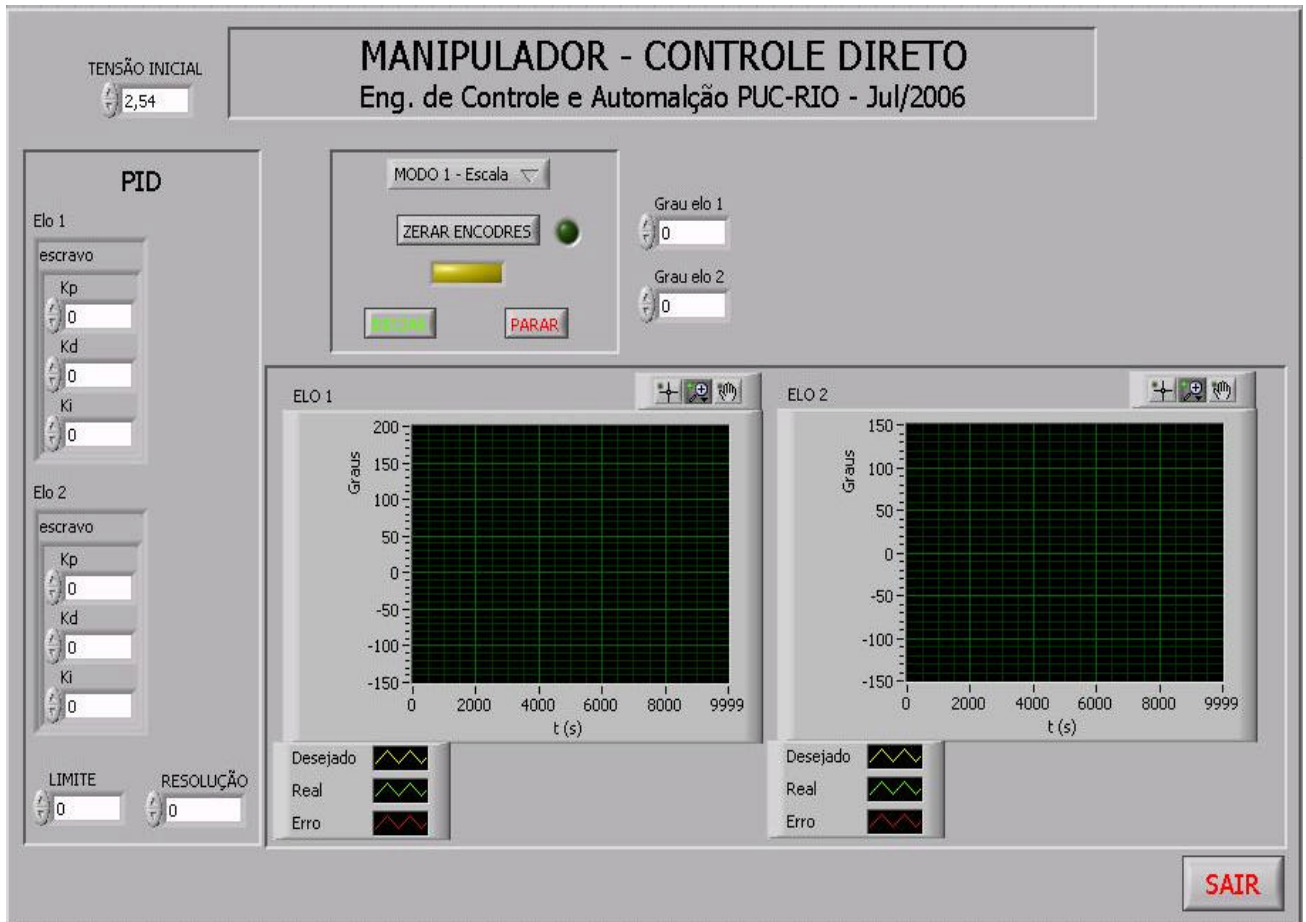 MANIPULADOR - CONTROLE DIRETO
Eng. de Controle e Automalção PUC-RIO - Jul/2006
TENSÃO INICIAL
2,54
PID
Elo 1
escravo
Kp
0
Kd
0
Ki
0
Elo 2
escravo
Kp
0
Kd
0
Ki
0
LIMITE
0
RESOLUÇÃO
0
MODO 1 - Escala
ZERAR ENCODRES
PARAR
Grau elo 1
0
Grau elo 2
0
ELO 1
Graus
200
150
100
50
0
-50
-100
-150
0 2000 4000 6000 8000 9999
t (s)
Desejado
Real
Erro
ELO 2
Graus
150
100
50
0
-50
-100
-150
0 2000 4000 6000 8000 9999
t (s)
Desejado
Real
Erro
SAIR